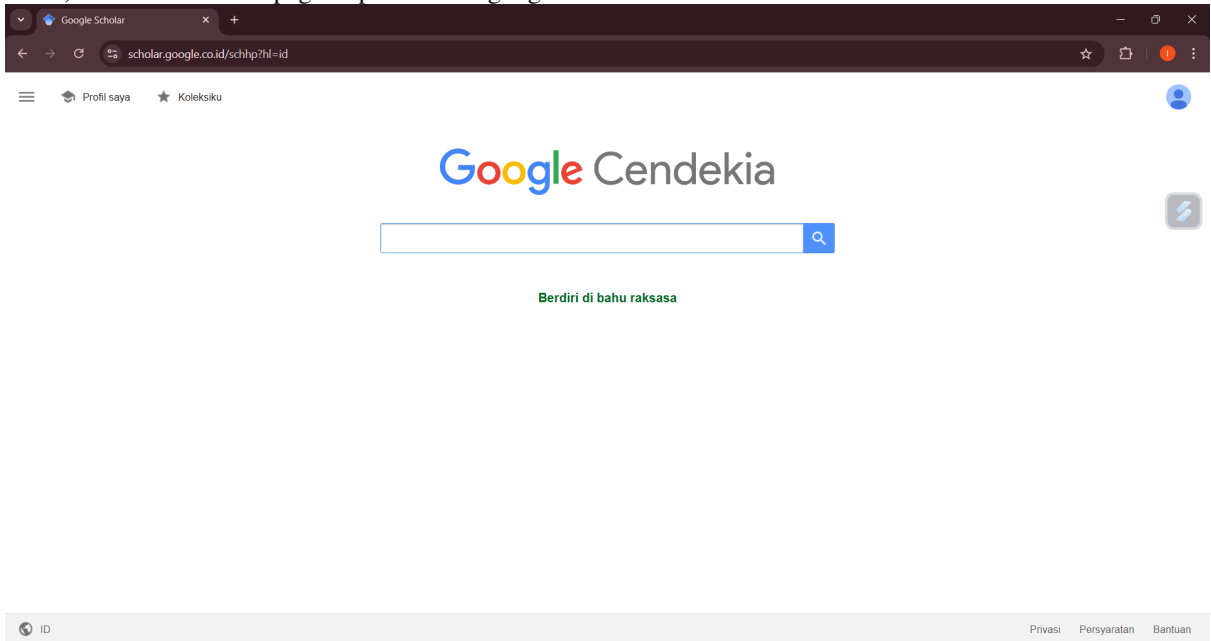 Google Scholar
scholar.google.co.id/schhp?hl=id
Profil saya Koleksiku
Google Cendekia
Berdiri di bahu raksasa
ID Privasi Persyaratan Bantuan